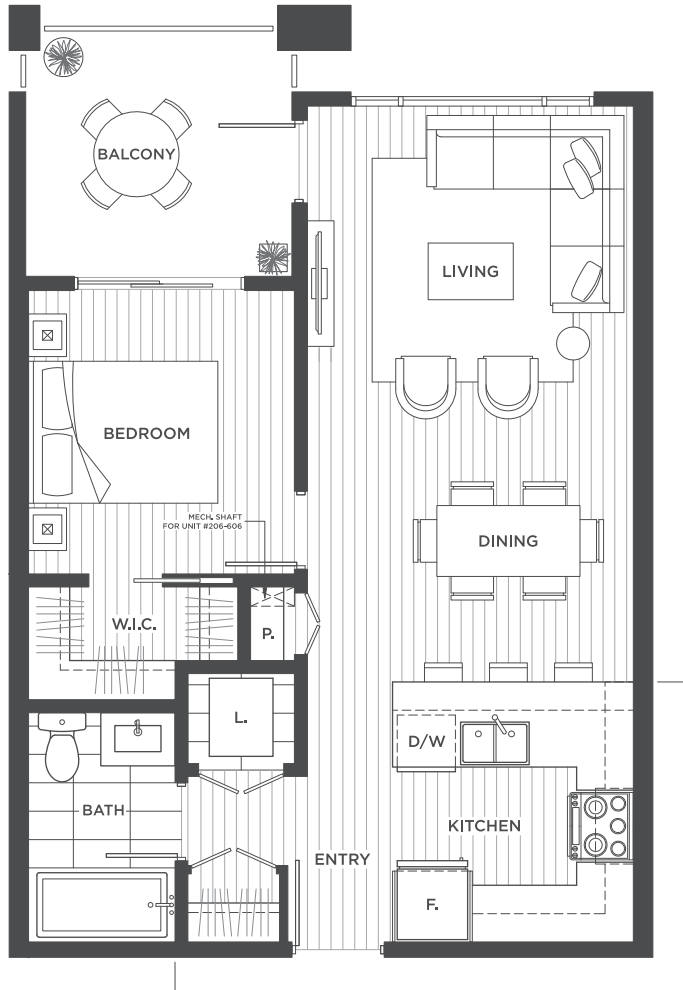 BALCONY
LIVING
BEDROOM
MECH. SHAFT
FOR UNIT #206-606
DINING
W.I.C.
P.
L.
D/W
BATH
KITCHEN
ENTRY
F.